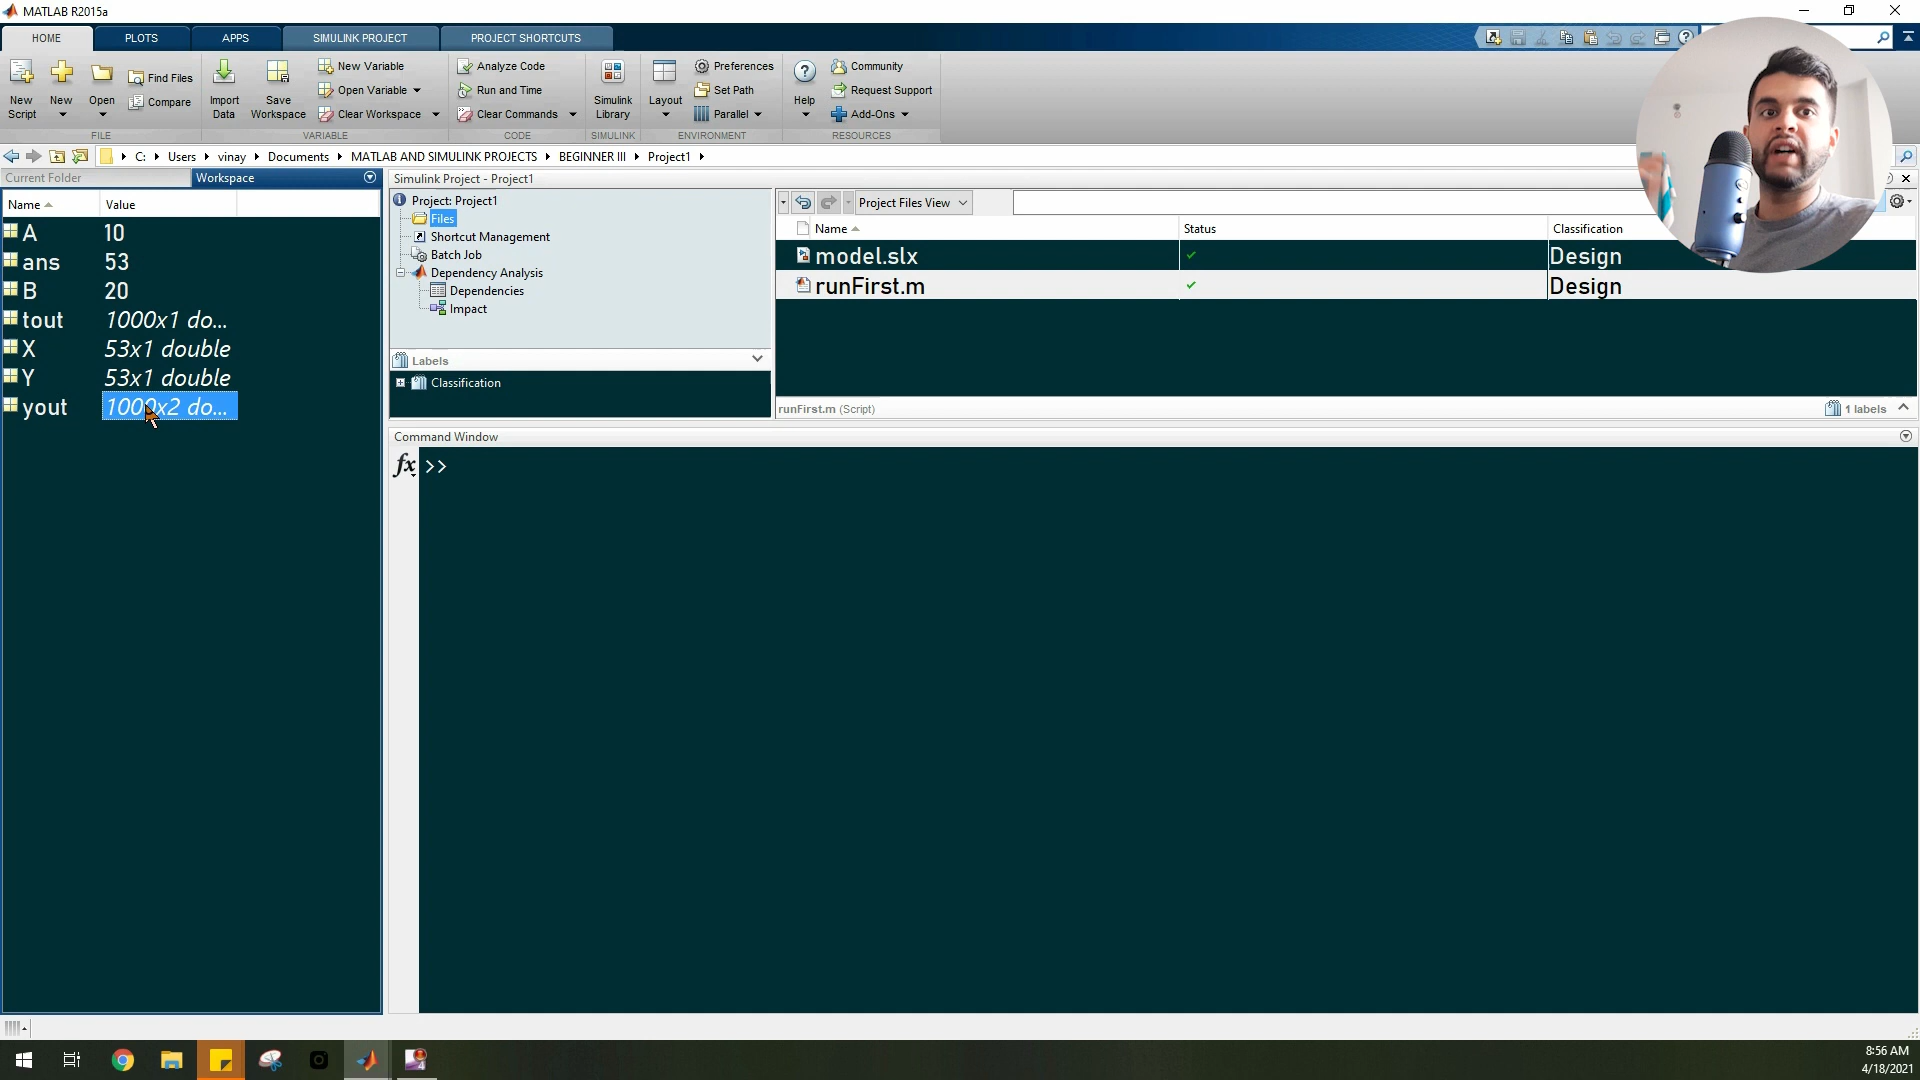 MATLAB R2015a
HOME PLOTS APPS SIMULINK PROJECT PROJECT SHORTCUTS
New Script
New
Open
Find Files
Compare
FILE
Import Data
Save Workspace
New Variable
Open Variable
Clear Workspace
VARIABLE
Analyze Code
Run and Time
Clear Commands
CODE
Simulink Library
SIMULINK
Layout
Preferences
Set Path
Parallel
ENVIRONMENT
Help
Community
Request Support
Add-Ons
RESOURCES
C: Users vinay Documents MATLAB AND SIMULINK PROJECTS BEGINNER III Project1
Current Folder Workspace
Name Value
A 10
ans 53
B 20
tout 1000x1 do...
X 53x1 double
Y 53x1 double
yout 1000x2 do...
Simulink Project - Project1
Project: Project1
Files
Shortcut Management
Batch Job
Dependency Analysis
Dependencies
Impact
Labels
Classification
Project Files View
Name Status Classification
model.slx Design
runFirst.m Design
runFirst.m (Script) 1 labels
Command Window
fx >>
8:56 AM
4/18/2021